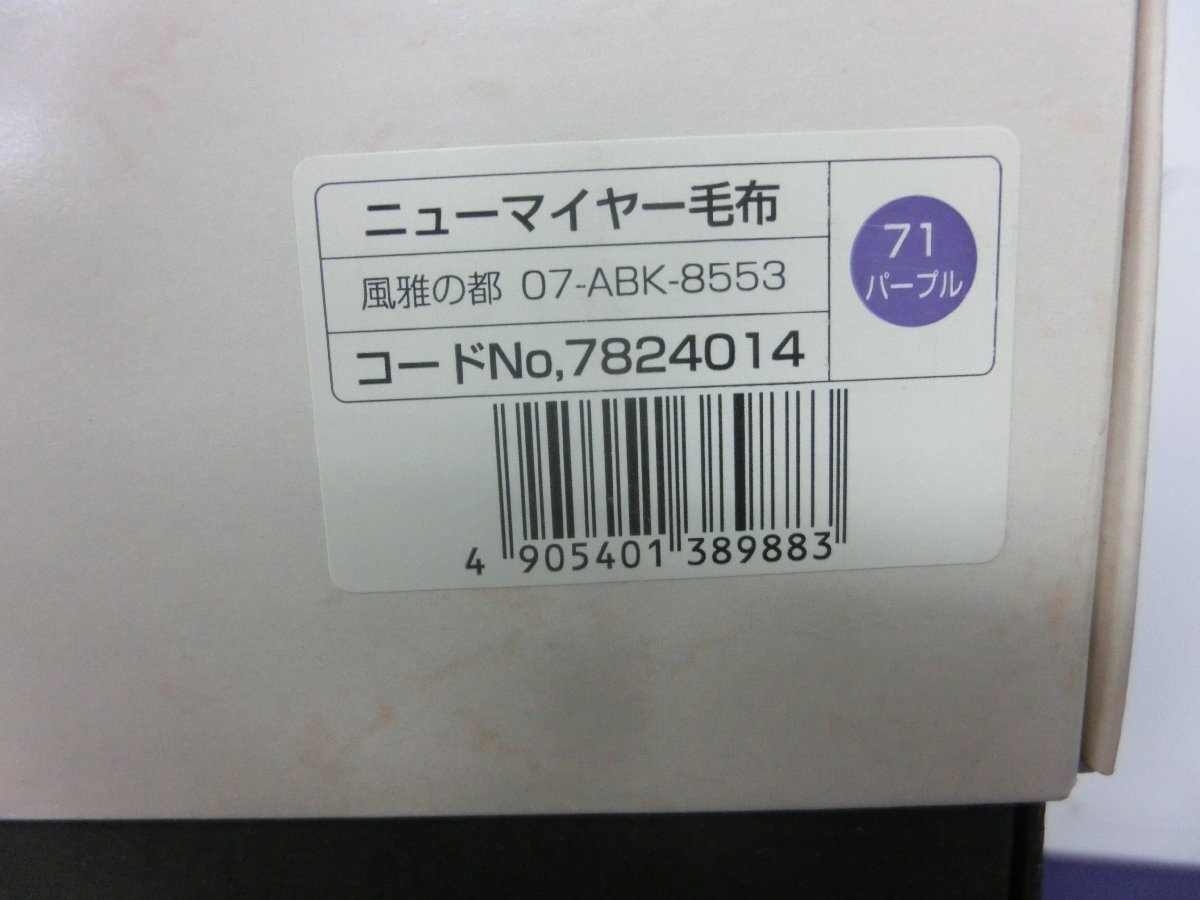 ニューマイヤー毛布
風雅の都 07-ABK-8553
コードNo,7824014
71
パープル
4 905401 389883